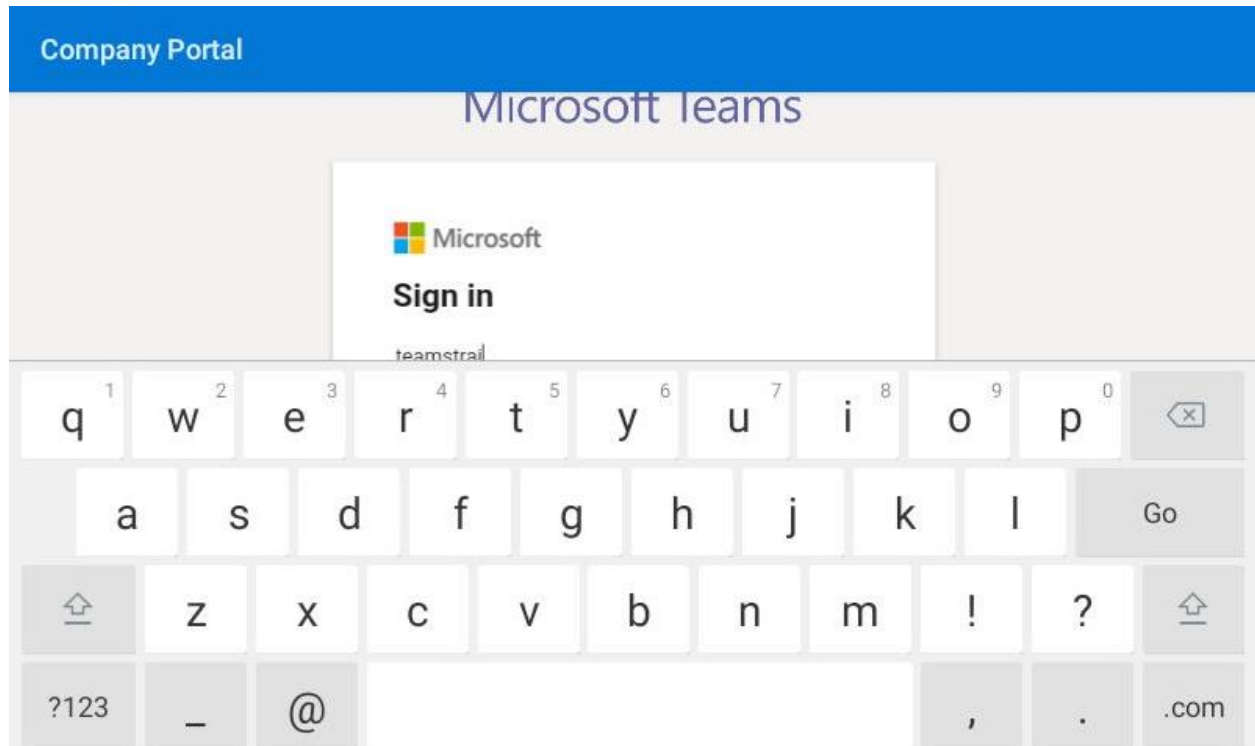 Company Portal
Microsoft Teams
Microsoft
Sign in
teamstrail
q 1 w 2 e 3 r 4 t 5 y 6 u 7 i 8 o 9 p 0
a s d f g h j k l Go
z x c v b n m ! ?
?123 _ @ , . .com